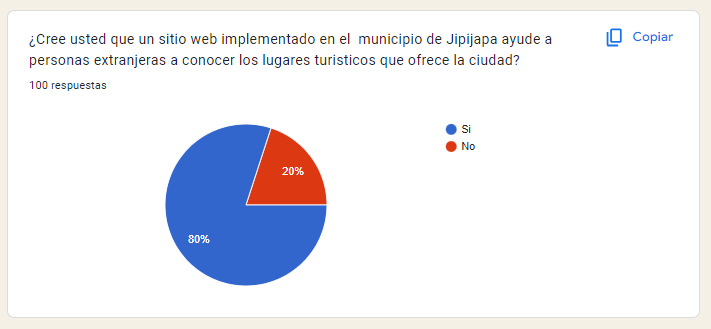 ¿Cree usted que un sitio web implementado en el  municipio de Jipijapa ayude a
personas extranjeras a conocer los lugares turisticos que ofrece la ciudad?
Copiar
100 respuestas
Si
No
20%
80%